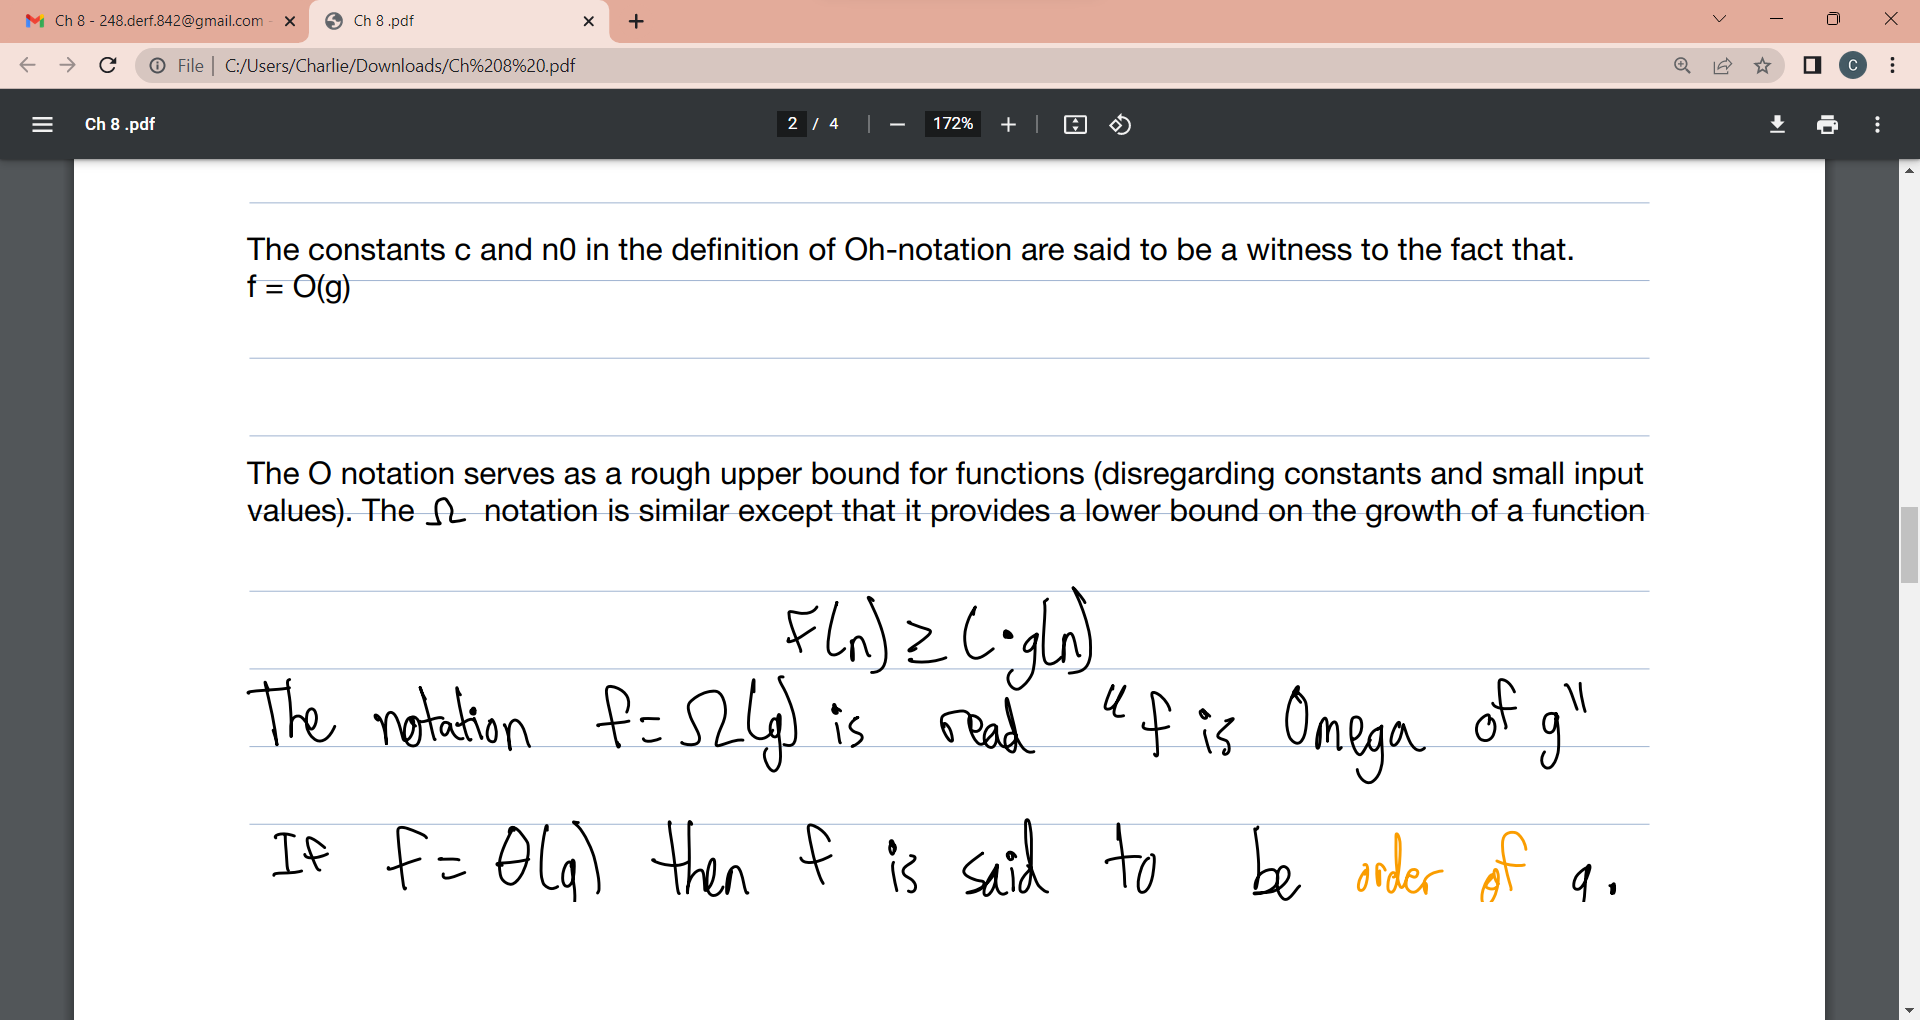 Ch 8 - 248.derf.842@gmail.com -
Ch 8 .pdf
File | C:/Users/Charlie/Downloads/Ch%208%20.pdf
C
Ch 8 .pdf
2 / 4
172%
The constants c and n0 in the definition of Oh-notation are said to be a witness to the fact that.
f = O(g)
The O notation serves as a rough upper bound for functions (disregarding constants and small input
values). The Ω notation is similar except that it provides a lower bound on the growth of a function
F(n) ≥ C·g(n)
The notation f = Ω(g) is read "f is Omega of g"
If f = θ(g) then f is said to be order of g.